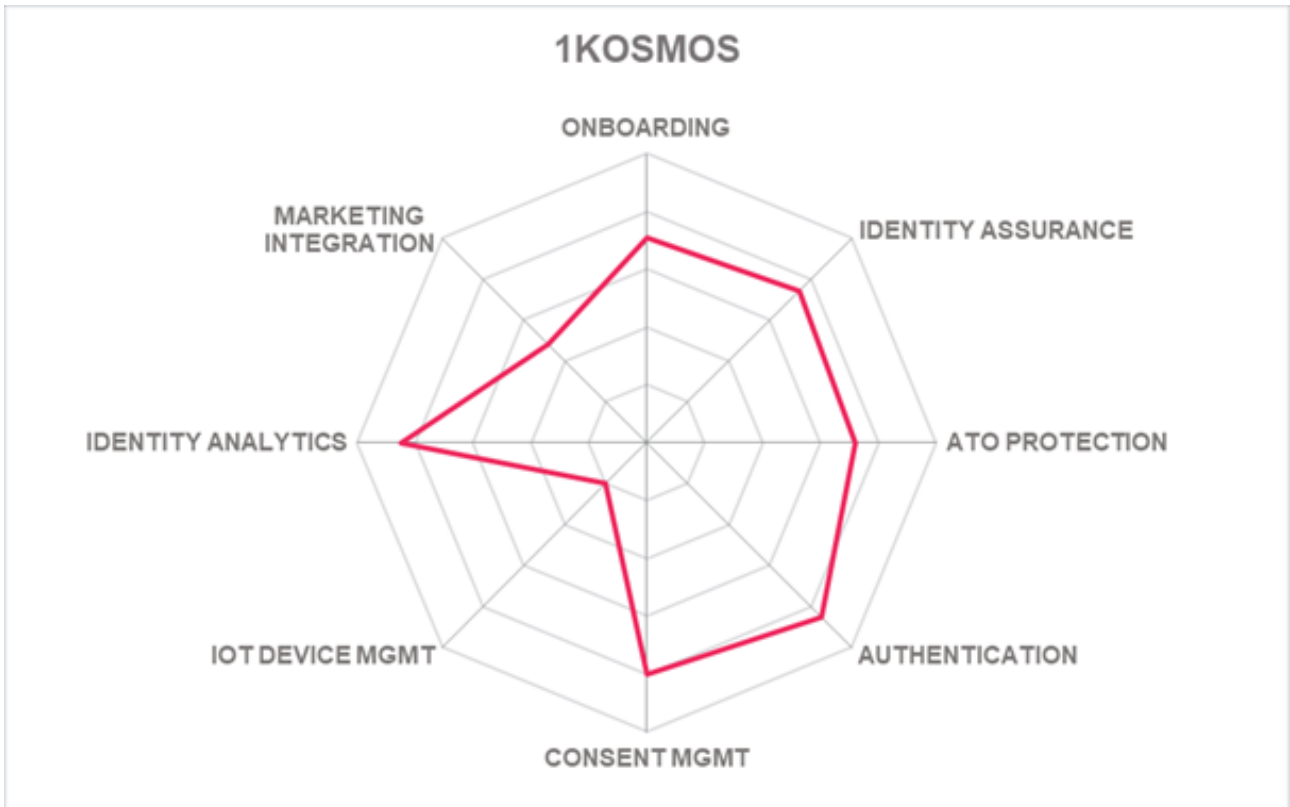 1KOSMOS
ONBOARDING
MARKETING
INTEGRATION
IDENTITY ASSURANCE
IDENTITY ANALYTICS
ATO PROTECTION
IOT DEVICE MGMT
AUTHENTICATION
CONSENT MGMT